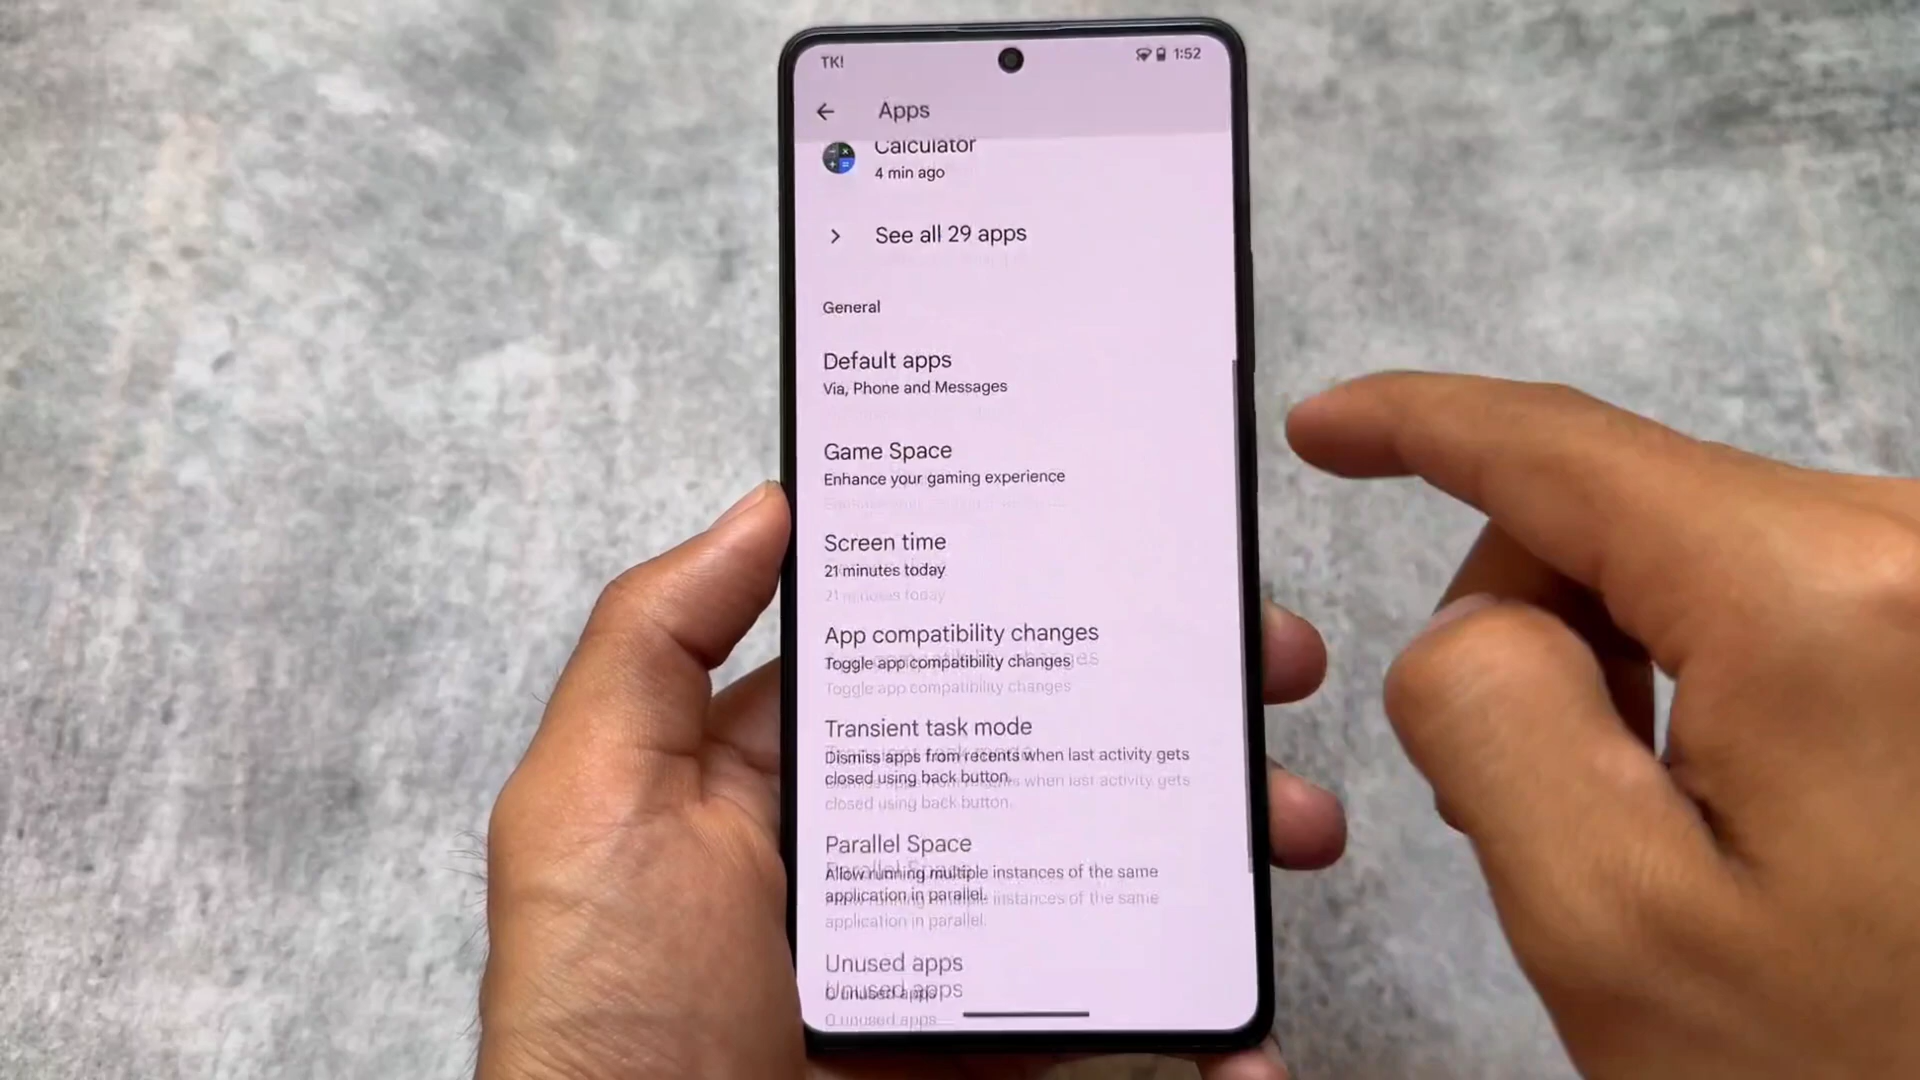 TK!
1:52
Apps
Calculator
4 min ago
See all 29 apps
General
Default apps
Via, Phone and Messages
Game Space
Enhance your gaming experience
Screen time
21 minutes today
App compatibility changes
Toggle app compatibility changes
Transient task mode
Dismiss apps from recents when last activity gets
closed using back button.
Parallel Space
Allow running multiple instances of the same
application in parallel.
Unused apps
0 unused apps